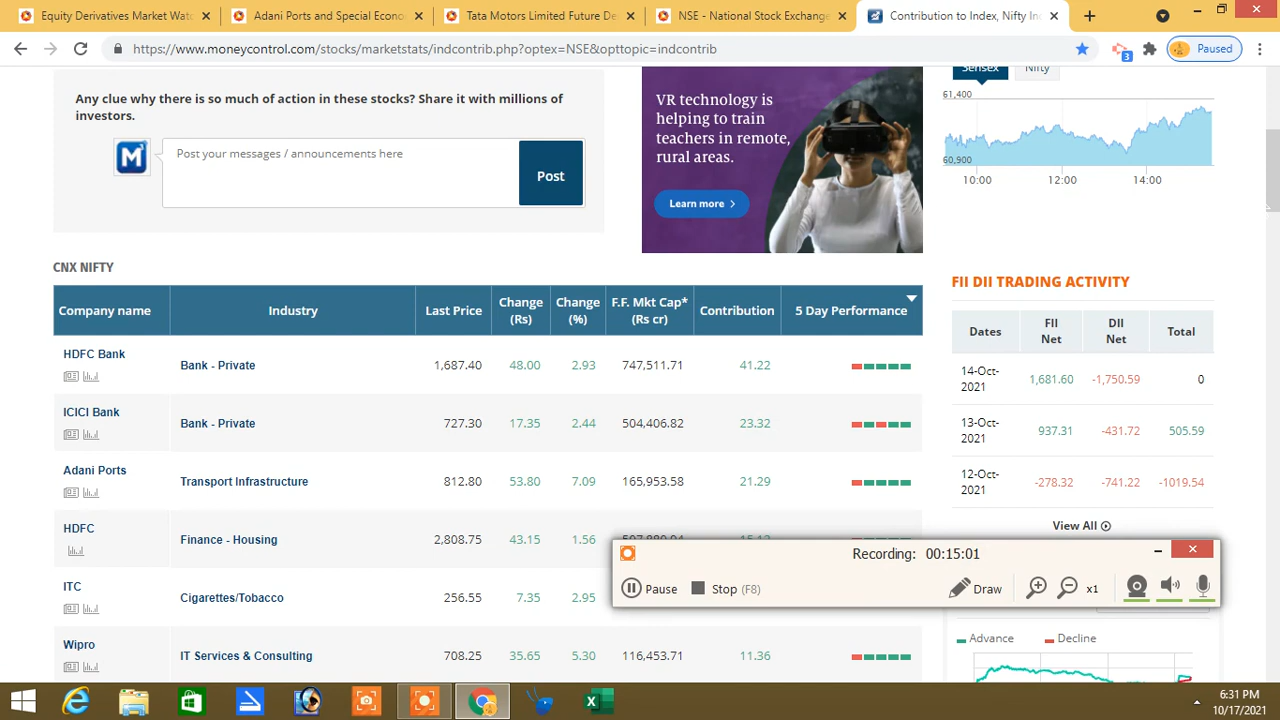 Equity Derivatives Market Watc
Adani Ports and Special Econo
Tata Motors Limited Future De
NSE - National Stock Exchange
Contribution to Index, Nifty In
https://www.moneycontrol.com/stocks/marketstats/indcontrib.php?optex=NSE&opttopic=indcontrib
3
Paused
Any clue why there is so much of action in these stocks? Share it with millions of
investors.
M
Post your messages / announcements here
Post
VR technology is
helping to train
teachers in remote,
rural areas.
Learn more
Sensex
Nifty
61,400
60,900
10:00 12:00 14:00
CNX NIFTY
Company name Industry Last Price Change (Rs) Change (%) F.F. Mkt Cap* (Rs cr) Contribution 5 Day Performance
HDFC Bank Bank - Private 1,687.40 48.00 2.93 747,511.71 41.22
ICICI Bank Bank - Private 727.30 17.35 2.44 504,406.82 23.32
Adani Ports Transport Infrastructure 812.80 53.80 7.09 165,953.58 21.29
HDFC Finance - Housing 2,808.75 43.15 1.56
ITC Cigarettes/Tobacco 256.55 7.35 2.95
Wipro IT Services & Consulting 708.25 35.65 5.30 116,453.71 11.36
FII DII TRADING ACTIVITY
Dates FII Net DII Net Total
14-Oct-2021 1,681.60 -1,750.59 0
13-Oct-2021 937.31 -431.72 505.59
12-Oct-2021 -278.32 -741.22 -1019.54
View All
Recording: 00:15:01
Pause Stop (F8) Draw x1
Advance Decline
6:31 PM
10/17/2021